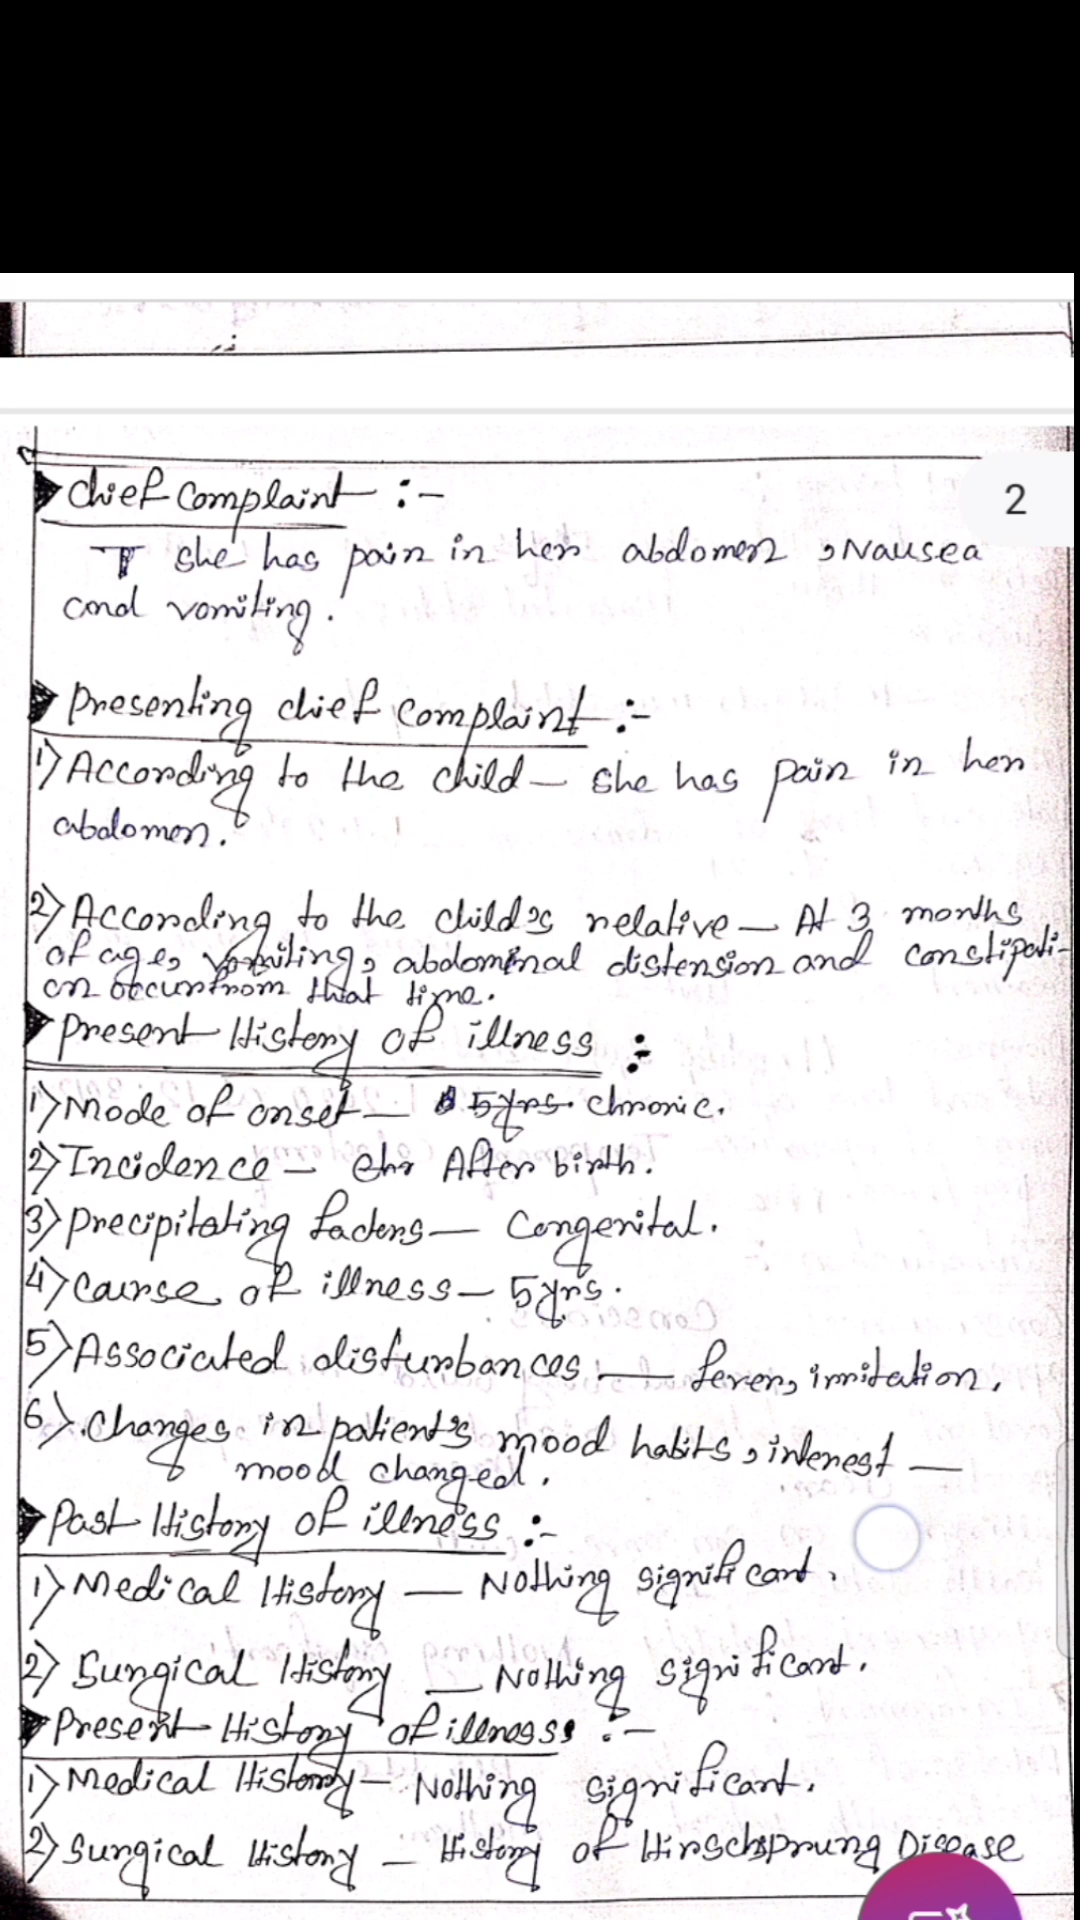 2
Chief complaint :-
She has pain in her abdomen, Nausea
and vomiting.
Presenting chief complaint :-
1) According to the child – She has pain in her
abdomen.
2) According to the child's relative – At 3 months
of age, vomiting, abdominal distension and constipati-
on occur from that time.
Present History of illness :-
1) Mode of onset – 5yrs. chronic.
2) Incidence – After birth.
3) Precipitating factors – Congenital.
4) Course of illness – 5yrs.
5) Associated disturbances – fever, irritation.
6) Changes in patient's mood habits, interest –
mood changed.
Past History of illness :-
1) Medical History – Nothing significant.
2) Surgical History – Nothing significant.
Present History of illness :-
1) Medical History – Nothing significant.
2) Surgical History – History of Hirschsprung Disease